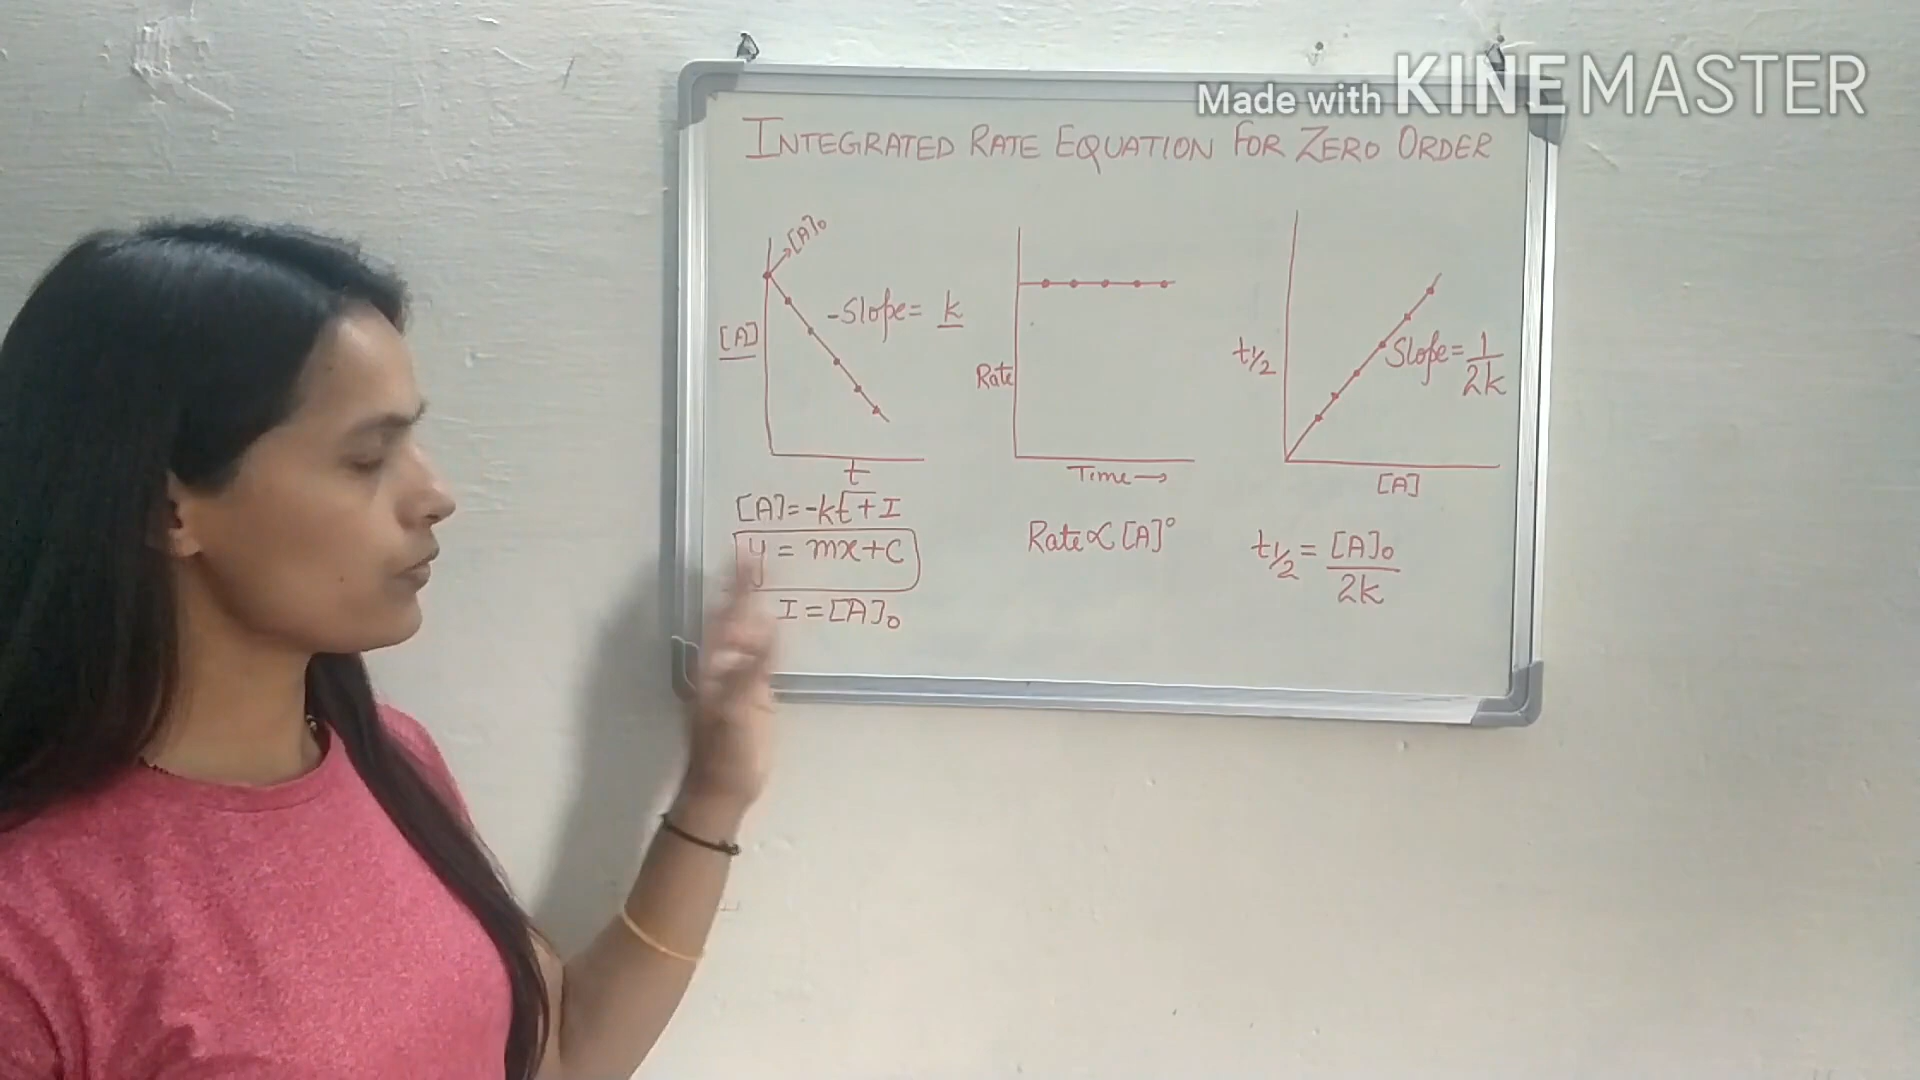 Made with KINEMASTER
INTEGRATED RATE EQUATION FOR ZERO ORDER
[A]₀
[A]
-Slope = k
t
[A] = -kt + I
y = mx + c
I = [A]₀
Rate
Time →
Rate ∝ [A]⁰
t1/2
Slope = 1/2k
[A]
t1/2 = [A]₀/2k